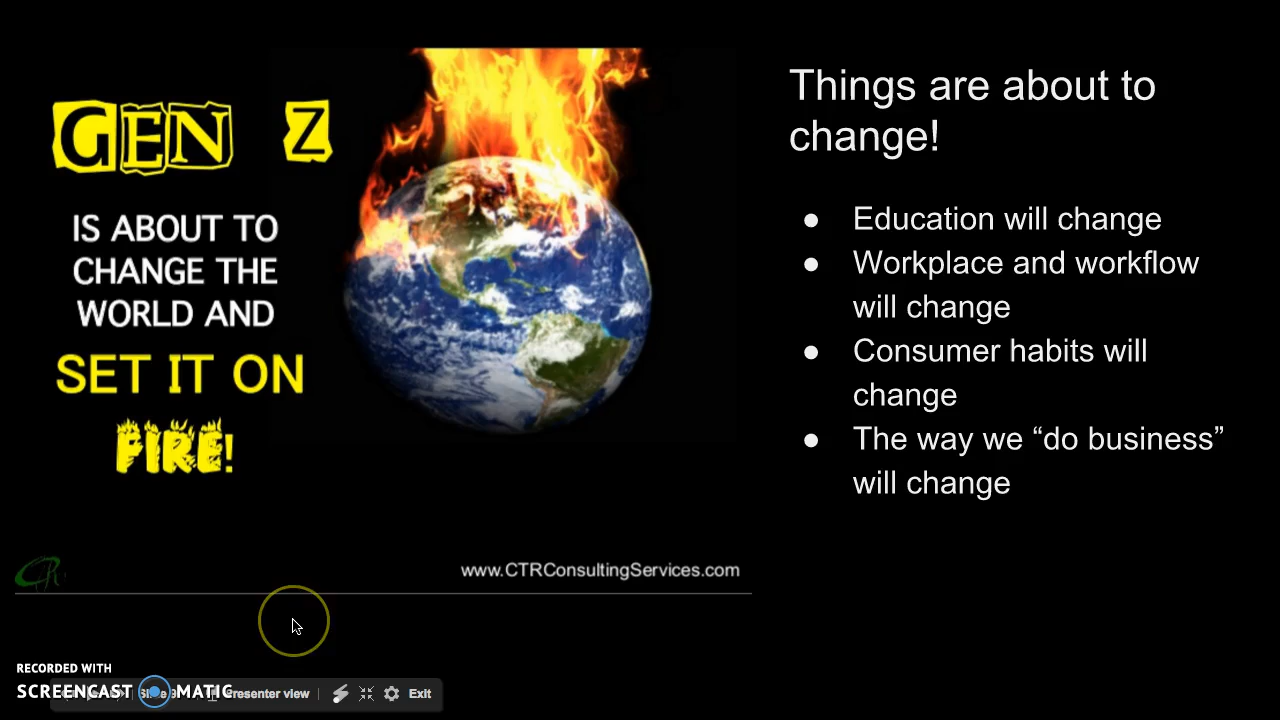 GEN Z
IS ABOUT TO
CHANGE THE
WORLD AND
SET IT ON
FIRE!
www.CTRConsultingServices.com
Things are about to
change!
● Education will change
● Workplace and workflow
will change
● Consumer habits will
change
● The way we “do business”
will change
RECORDED WITH
SCREENCAST MATIC
Presenter view
Exit